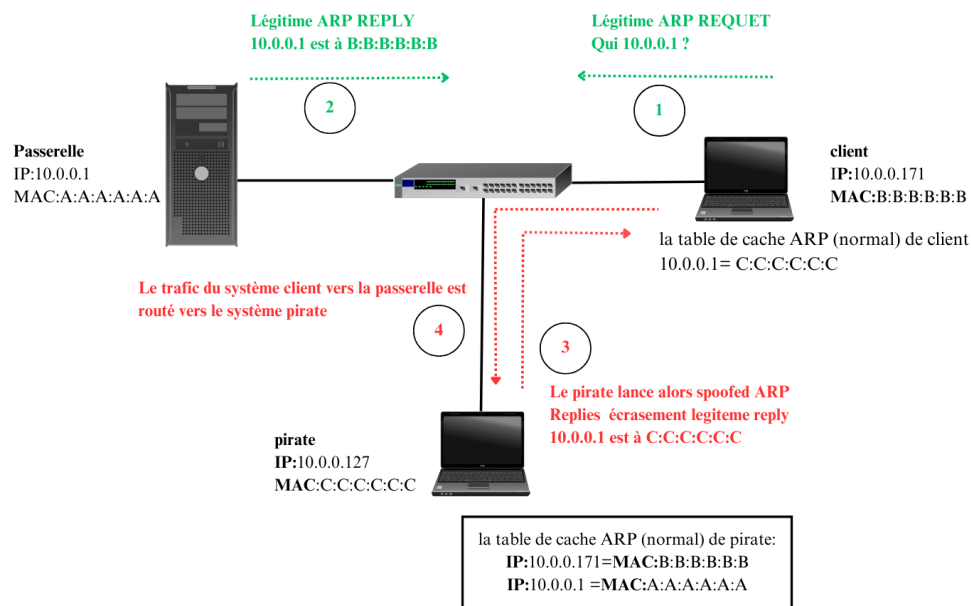 Légitime ARP REPLY
10.0.0.1 est à B:B:B:B:B:B
Légitime ARP REQUET
Qui 10.0.0.1 ?
2
1
Passerelle
IP:10.0.0.1
MAC:A:A:A:A:A:A
client
IP:10.0.0.171
MAC:B:B:B:B:B:B
la table de cache ARP (normal) de client
10.0.0.1= C:C:C:C:C:C
Le trafic du système client vers la passerelle est
routé vers le système pirate
4
3
Le pirate lance alors spoofed ARP
Replies écrasement legiteme reply
10.0.0.1 est à C:C:C:C:C:C
pirate
IP:10.0.0.127
MAC:C:C:C:C:C:C
la table de cache ARP (normal) de pirate:
IP:10.0.0.171=MAC:B:B:B:B:B:B
IP:10.0.0.1 =MAC:A:A:A:A:A:A